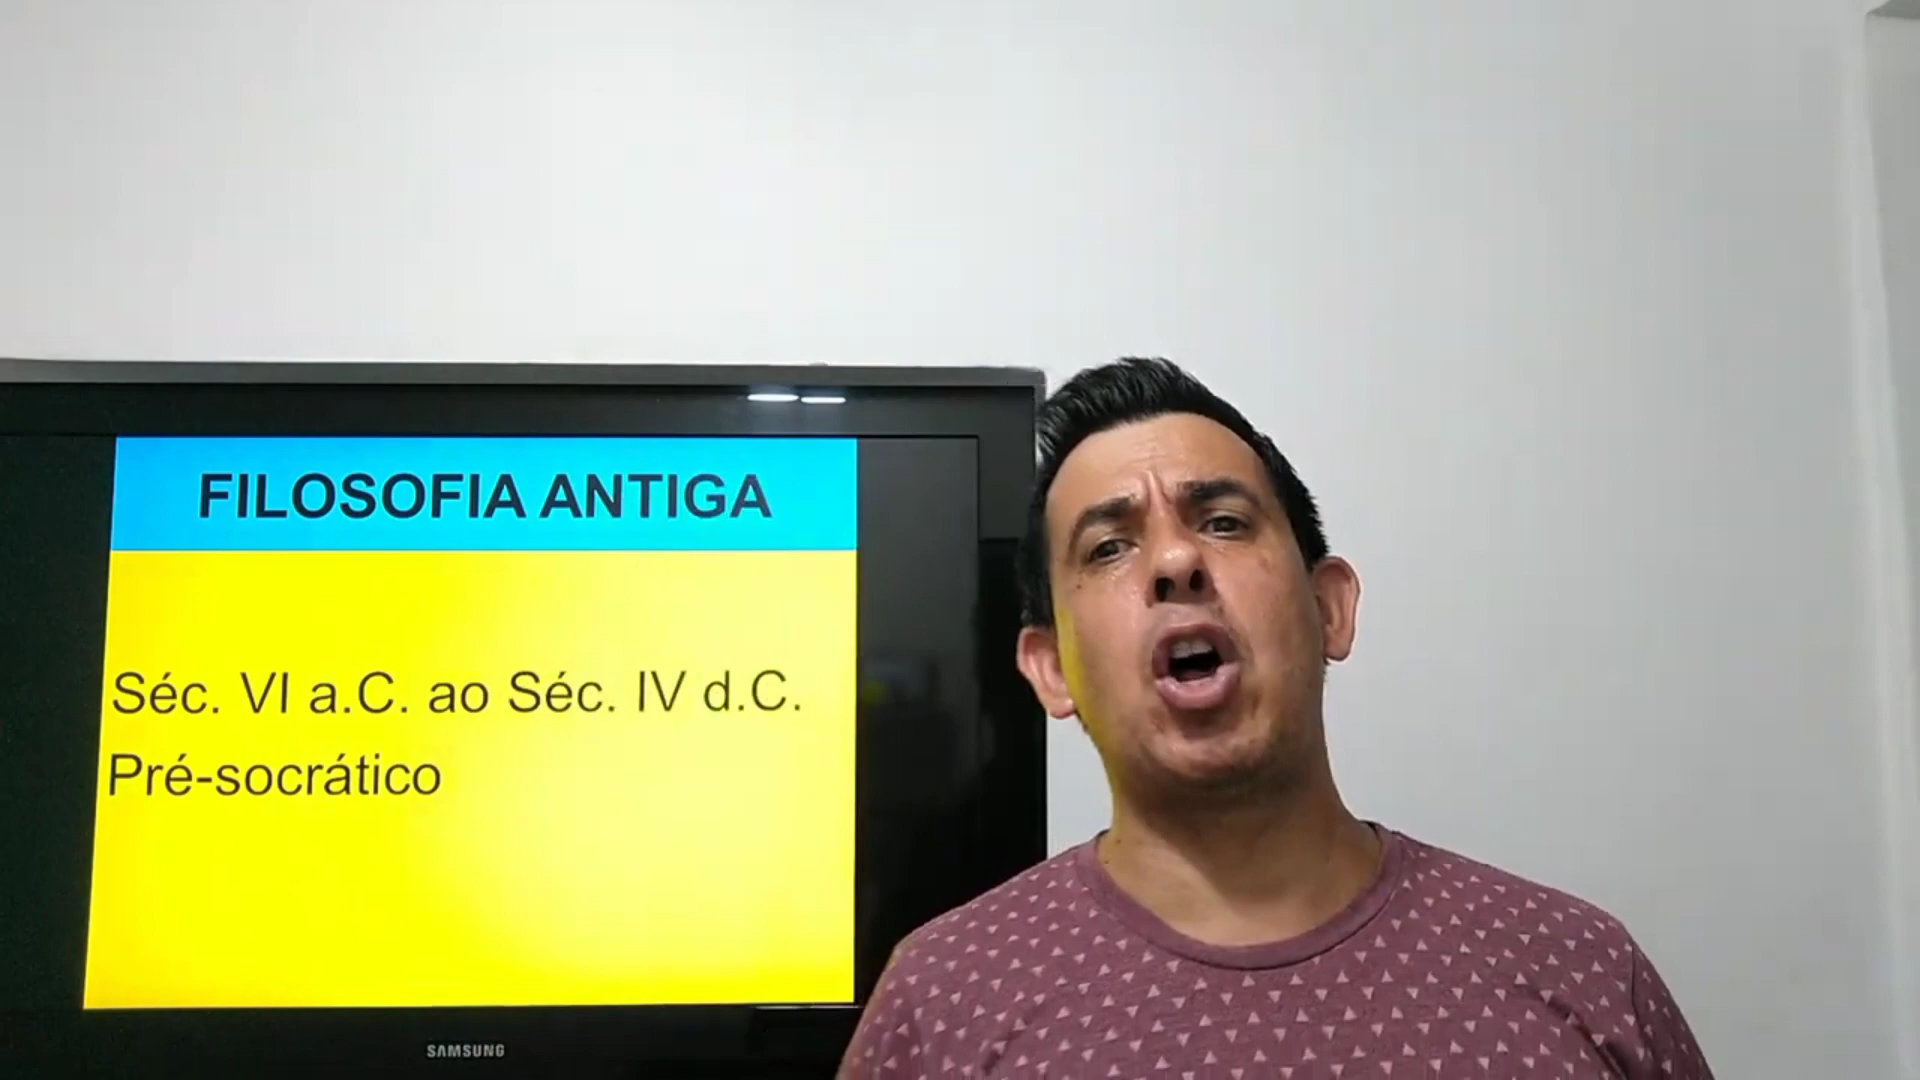 FILOSOFIA ANTIGA
Séc. VI a.C. ao Séc. IV d.C.
Pré-socrático
SAMSUNG